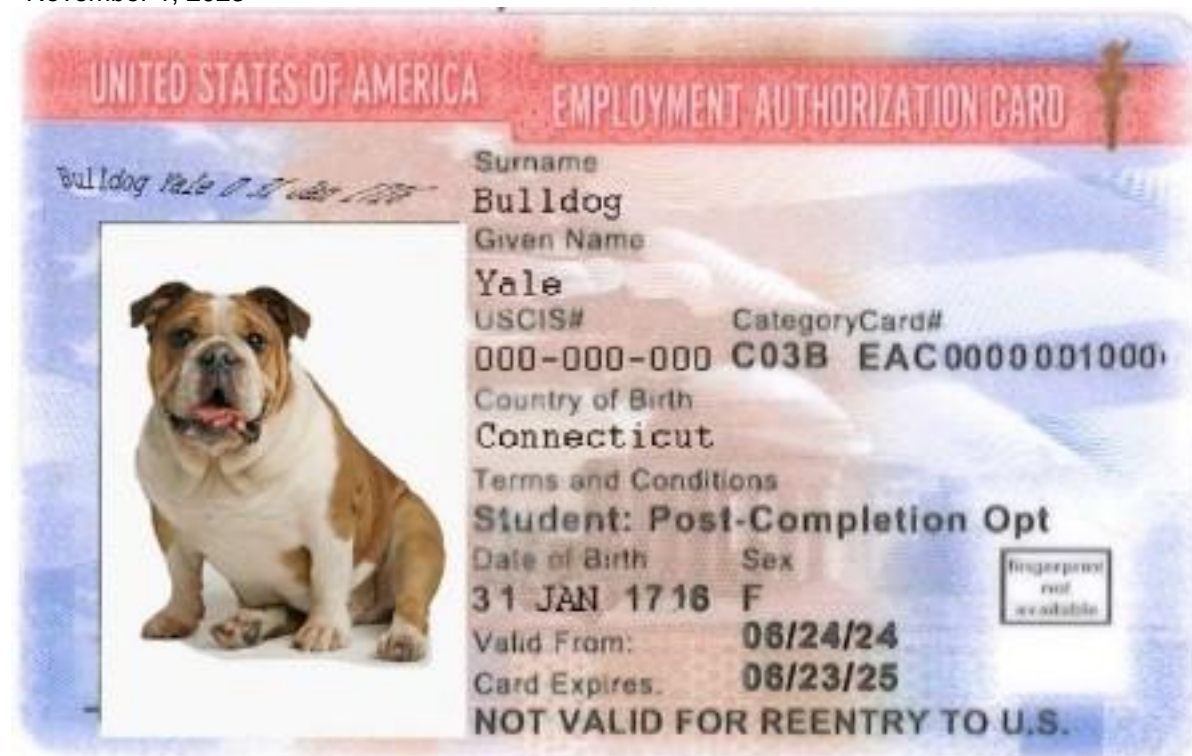 UNITED STATES OF AMERICA
EMPLOYMENT AUTHORIZATION CARD
Bulldog Yale
Surname
Bulldog
Given Name
Yale
USCIS# Category Card#
000-000-000 C03B EAC0000001000
Country of Birth
Connecticut
Terms and Conditions
Student: Post-Completion Opt
Date of Birth Sex
31 JAN 1716 F
fingerprint
not
available
Valid From: 06/24/24
Card Expires. 06/23/25
NOT VALID FOR REENTRY TO U.S.